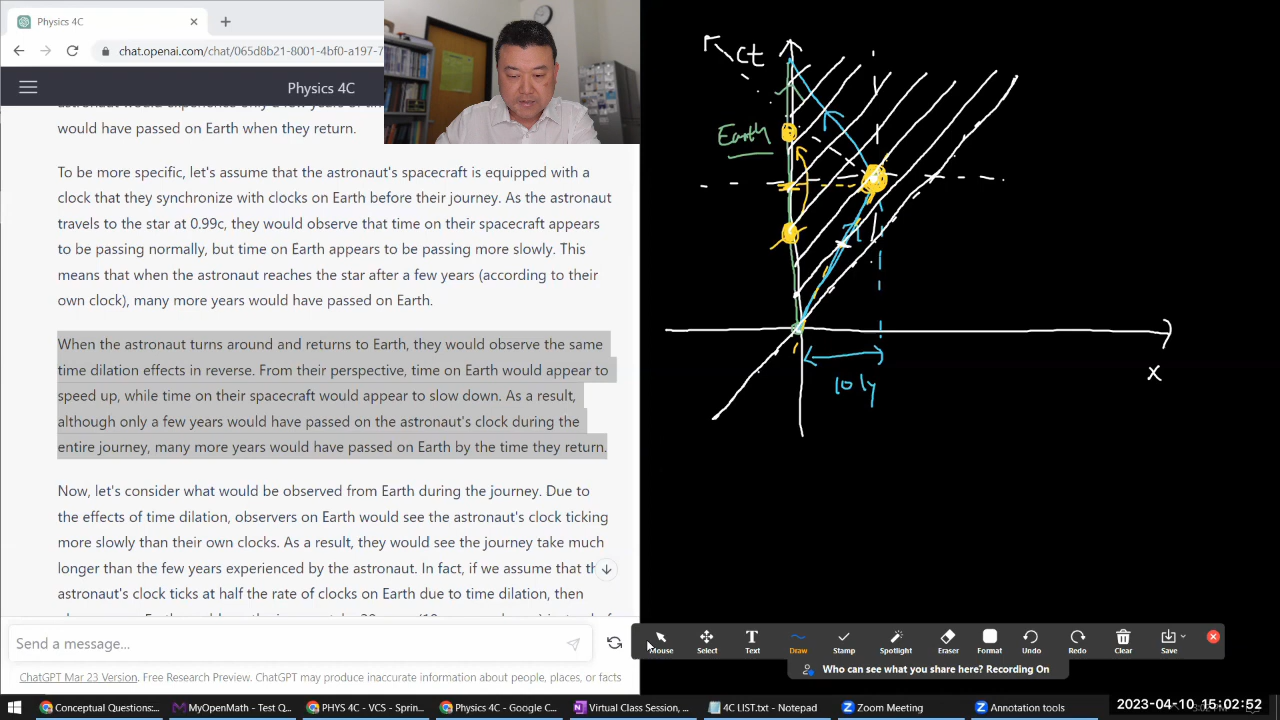 Physics 4C
chat.openai.com/chat/065d8b21-8001-4bf0-a197-7
Physics 4C
would have passed on Earth when they return.
To be more specific, let's assume that the astronaut's spacecraft is equipped with a
clock that they synchronize with clocks on Earth before their journey. As the astronaut
travels to the star at 0.99c, they would observe that time on their spacecraft appears
to be passing normally, but time on Earth appears to be passing more slowly. This
means that when the astronaut reaches the star after a few years (according to their
own clock), many more years would have passed on Earth.
When the astronaut turns around and returns to Earth, they would observe the same
time dilation effects in reverse. From their perspective, time on Earth would appear to
speed up, while time on their spacecraft would appear to slow down. As a result,
although only a few years would have passed on the astronaut's clock during the
entire journey, many more years would have passed on Earth by the time they return.
Now, let's consider what would be observed from Earth during the journey. Due to
the effects of time dilation, observers on Earth would see the astronaut's clock ticking
more slowly than their own clocks. As a result, they would see the journey take much
longer than the few years experienced by the astronaut. In fact, if we assume that th
astronaut's clock ticks at half the rate of clocks on Earth due to time dilation, then
Send a message...
ChatGPT Mar 23 Version. Free Research Preview. ChatGPT may produce inaccurate information about people, places, or facts
ct
Earth
x
10 ly
Mouse Select Text Draw Stamp Spotlight Eraser Format Undo Redo Clear Save
Who can see what you share here? Recording On
Conceptual Questions: MyOpenMath - Test Q... PHYS 4C - VCS - Sprin... Physics 4C - Google C... Virtual Class Session, ... 4C LIST.txt - Notepad Zoom Meeting Annotation tools
2023-04-10 15:02:52